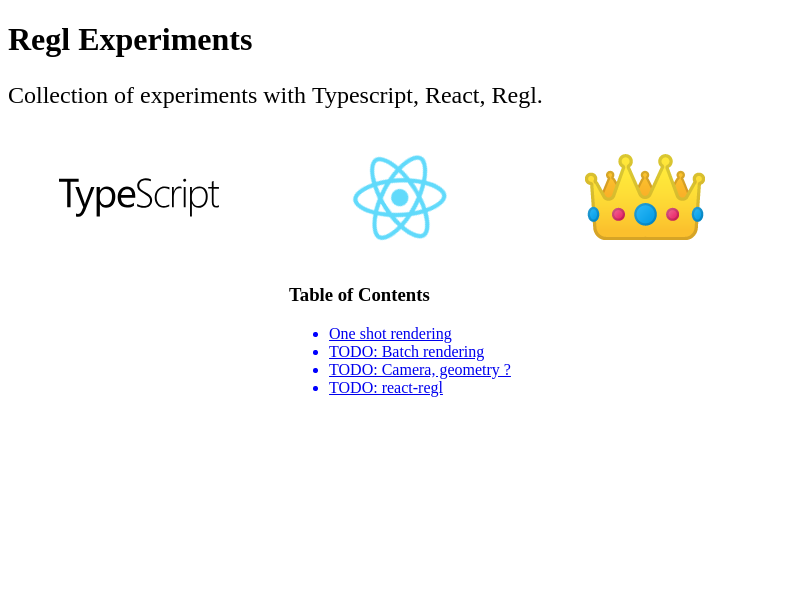 Regl Experiments
Collection of experiments with Typescript, React, Regl.
TypeScript
Table of Contents
One shot rendering
TODO: Batch rendering
TODO: Camera, geometry ?
TODO: react-regl